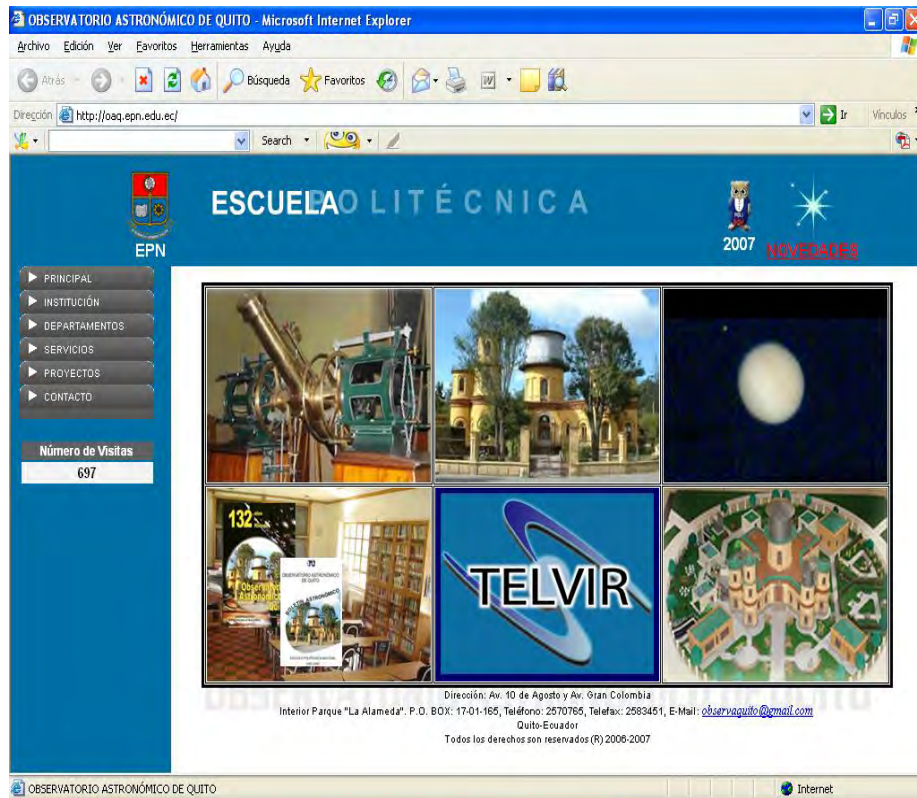 OBSERVATORIO ASTRONÓMICO DE QUITO - Microsoft Internet Explorer
Archivo Edición Ver Favoritos Herramientas Ayuda
Atrás Búsqueda Favoritos
Dirección http://oaq.epn.edu.ec/ Ir Vínculos
Search
ESCUELA POLITÉCNICA
EPN
2007 NOVEDADES
PRINCIPAL
INSTITUCIÓN
DEPARTAMENTOS
SERVICIOS
PROYECTOS
CONTACTO
Número de Visitas
697
132
Observatorio
Astronómico
OBSERVATORIO ASTRONÓMICO
DE QUITO
BOLETÍN ASTRONÓMICO
TELVIR
Dirección: Av. 10 de Agosto y Av. Gran Colombia
Interior Parque "La Alameda". P.O. BOX: 17-01-165, Teléfono: 2570765, Telefax: 2583451, E-Mail: observaquito@gmail.com
Quito-Ecuador
Todos los derechos son reservados (R) 2006-2007
OBSERVATORIO ASTRONÓMICO DE QUITO
Internet